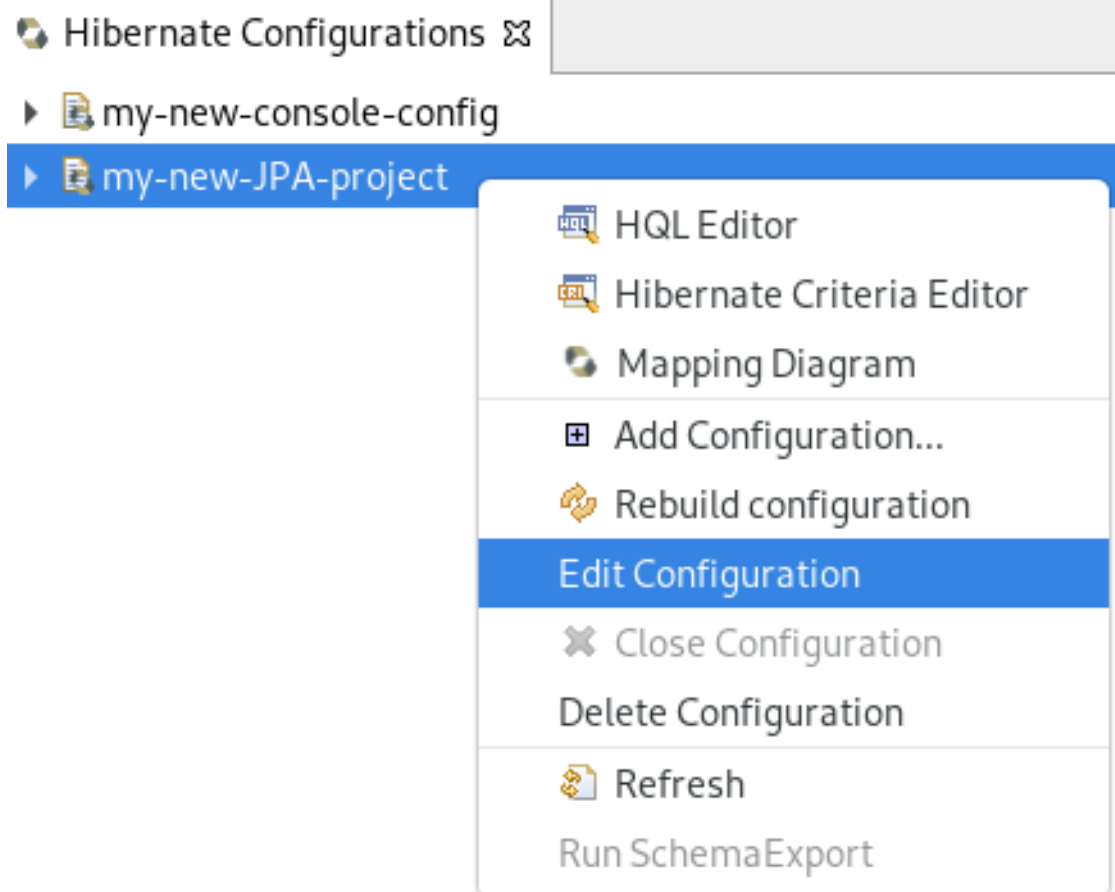 Hibernate Configurations
my-new-console-config
my-new-JPA-project
HQL Editor
Hibernate Criteria Editor
Mapping Diagram
Add Configuration...
Rebuild configuration
Edit Configuration
Close Configuration
Delete Configuration
Refresh
Run SchemaExport